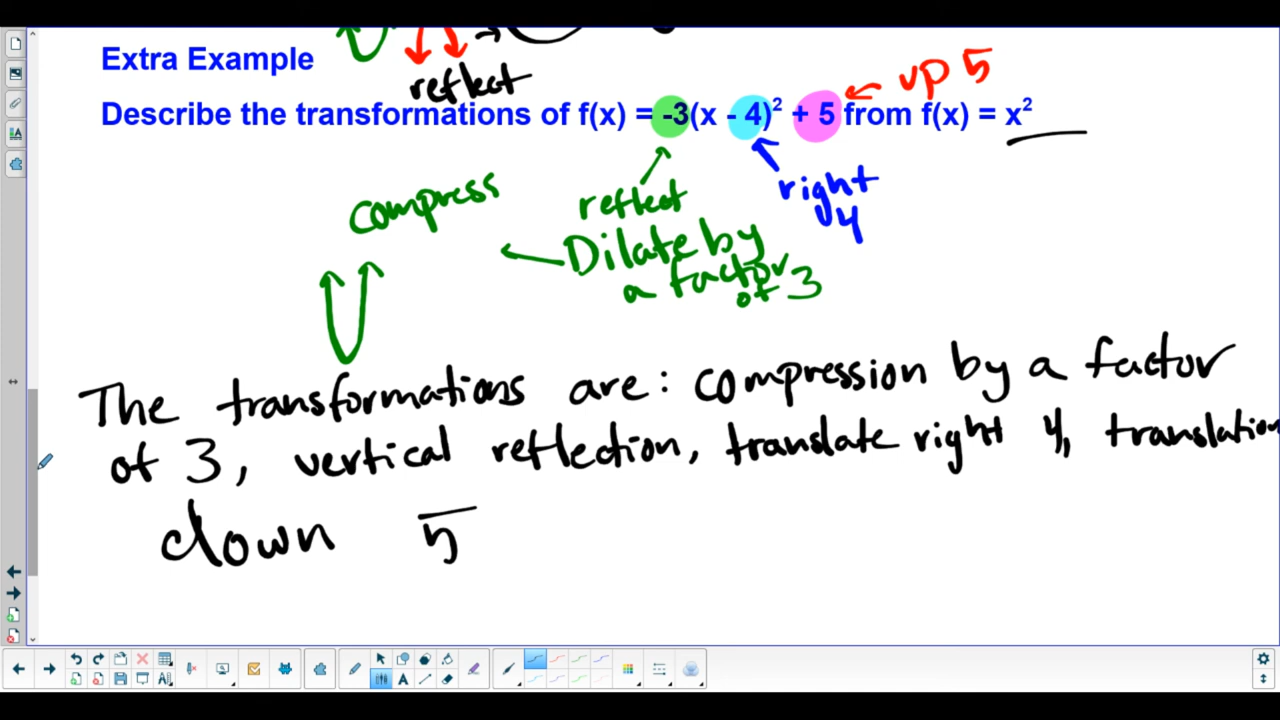 reflect
Extra Example
up 5
Describe the transformations of f(x) = -3(x - 4)² + 5 from f(x) = x²
compress
reflect
right
4
Dilate by
a factor
of 3
The transformations are: compression by a factor
of 3, vertical reflection, translate right 4, translation
down 5